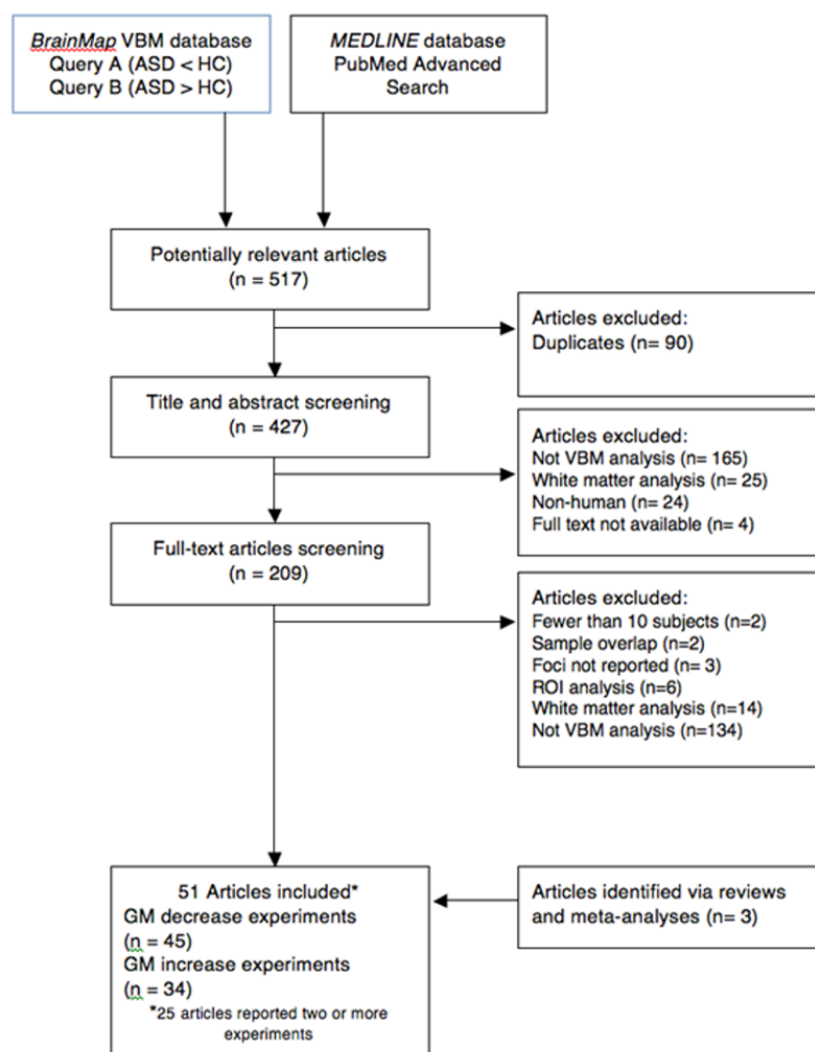 BrainMap VBM database
Query A (ASD < HC)
Query B (ASD > HC)
MEDLINE database
PubMed Advanced
Search
Potentially relevant articles
(n = 517)
Articles excluded:
Duplicates (n= 90)
Title and abstract screening
(n = 427)
Articles excluded:
Not VBM analysis (n= 165)
White matter analysis (n= 25)
Non-human (n= 24)
Full text not available (n= 4)
Full-text articles screening
(n = 209)
Articles excluded:
Fewer than 10 subjects (n=2)
Sample overlap (n=2)
Foci not reported (n= 3)
ROI analysis (n=6)
White matter analysis (n=14)
Not VBM analysis (n=134)
51 Articles included*
GM decrease experiments
(n = 45)
GM increase experiments
(n = 34)
*25 articles reported two or more
experiments
Articles identified via reviews
and meta-analyses (n= 3)